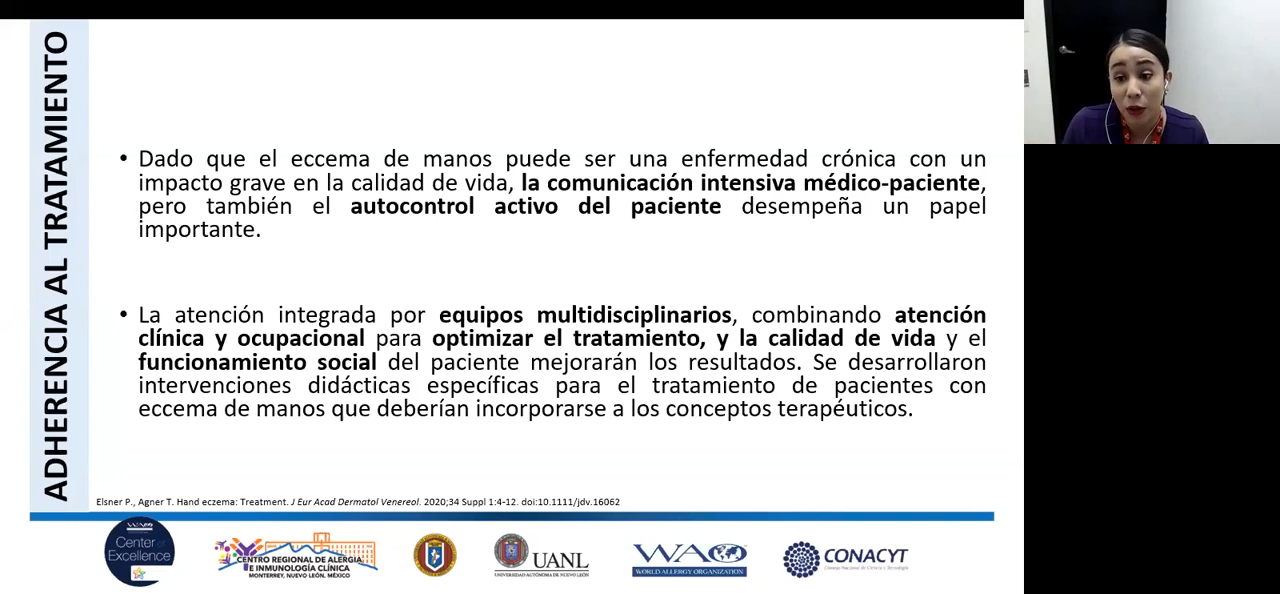 ADHERENCIA AL TRATAMIENTO
• Dado que el eccema de manos puede ser una enfermedad crónica con un
impacto grave en la calidad de vida, la comunicación intensiva médico-paciente,
pero también el autocontrol activo del paciente desempeña un papel
importante.
• La atención integrada por equipos multidisciplinarios, combinando atención
clínica y ocupacional para optimizar el tratamiento, y la calidad de vida y el
funcionamiento social del paciente mejorarán los resultados. Se desarrollaron
intervenciones didácticas específicas para el tratamiento de pacientes con
eccema de manos que deberían incorporarse a los conceptos terapéuticos.
Elsner P., Agner T. Hand eczema: Treatment. J Eur Acad Dermatol Venereol. 2020;34 Suppl 1:4-12. doi:10.1111/jdv.16062
WAO
Center of
Excellence
CENTRO REGIONAL DE ALERGIA
E INMUNOLOGÍA CLÍNICA
MONTERREY, NUEVO LEÓN, MÉXICO
UANL
UNIVERSIDAD AUTÓNOMA DE NUEVO LEÓN
WAO
WORLD ALLERGY ORGANIZATION
CONACYT
Consejo Nacional de Ciencia y Tecnología